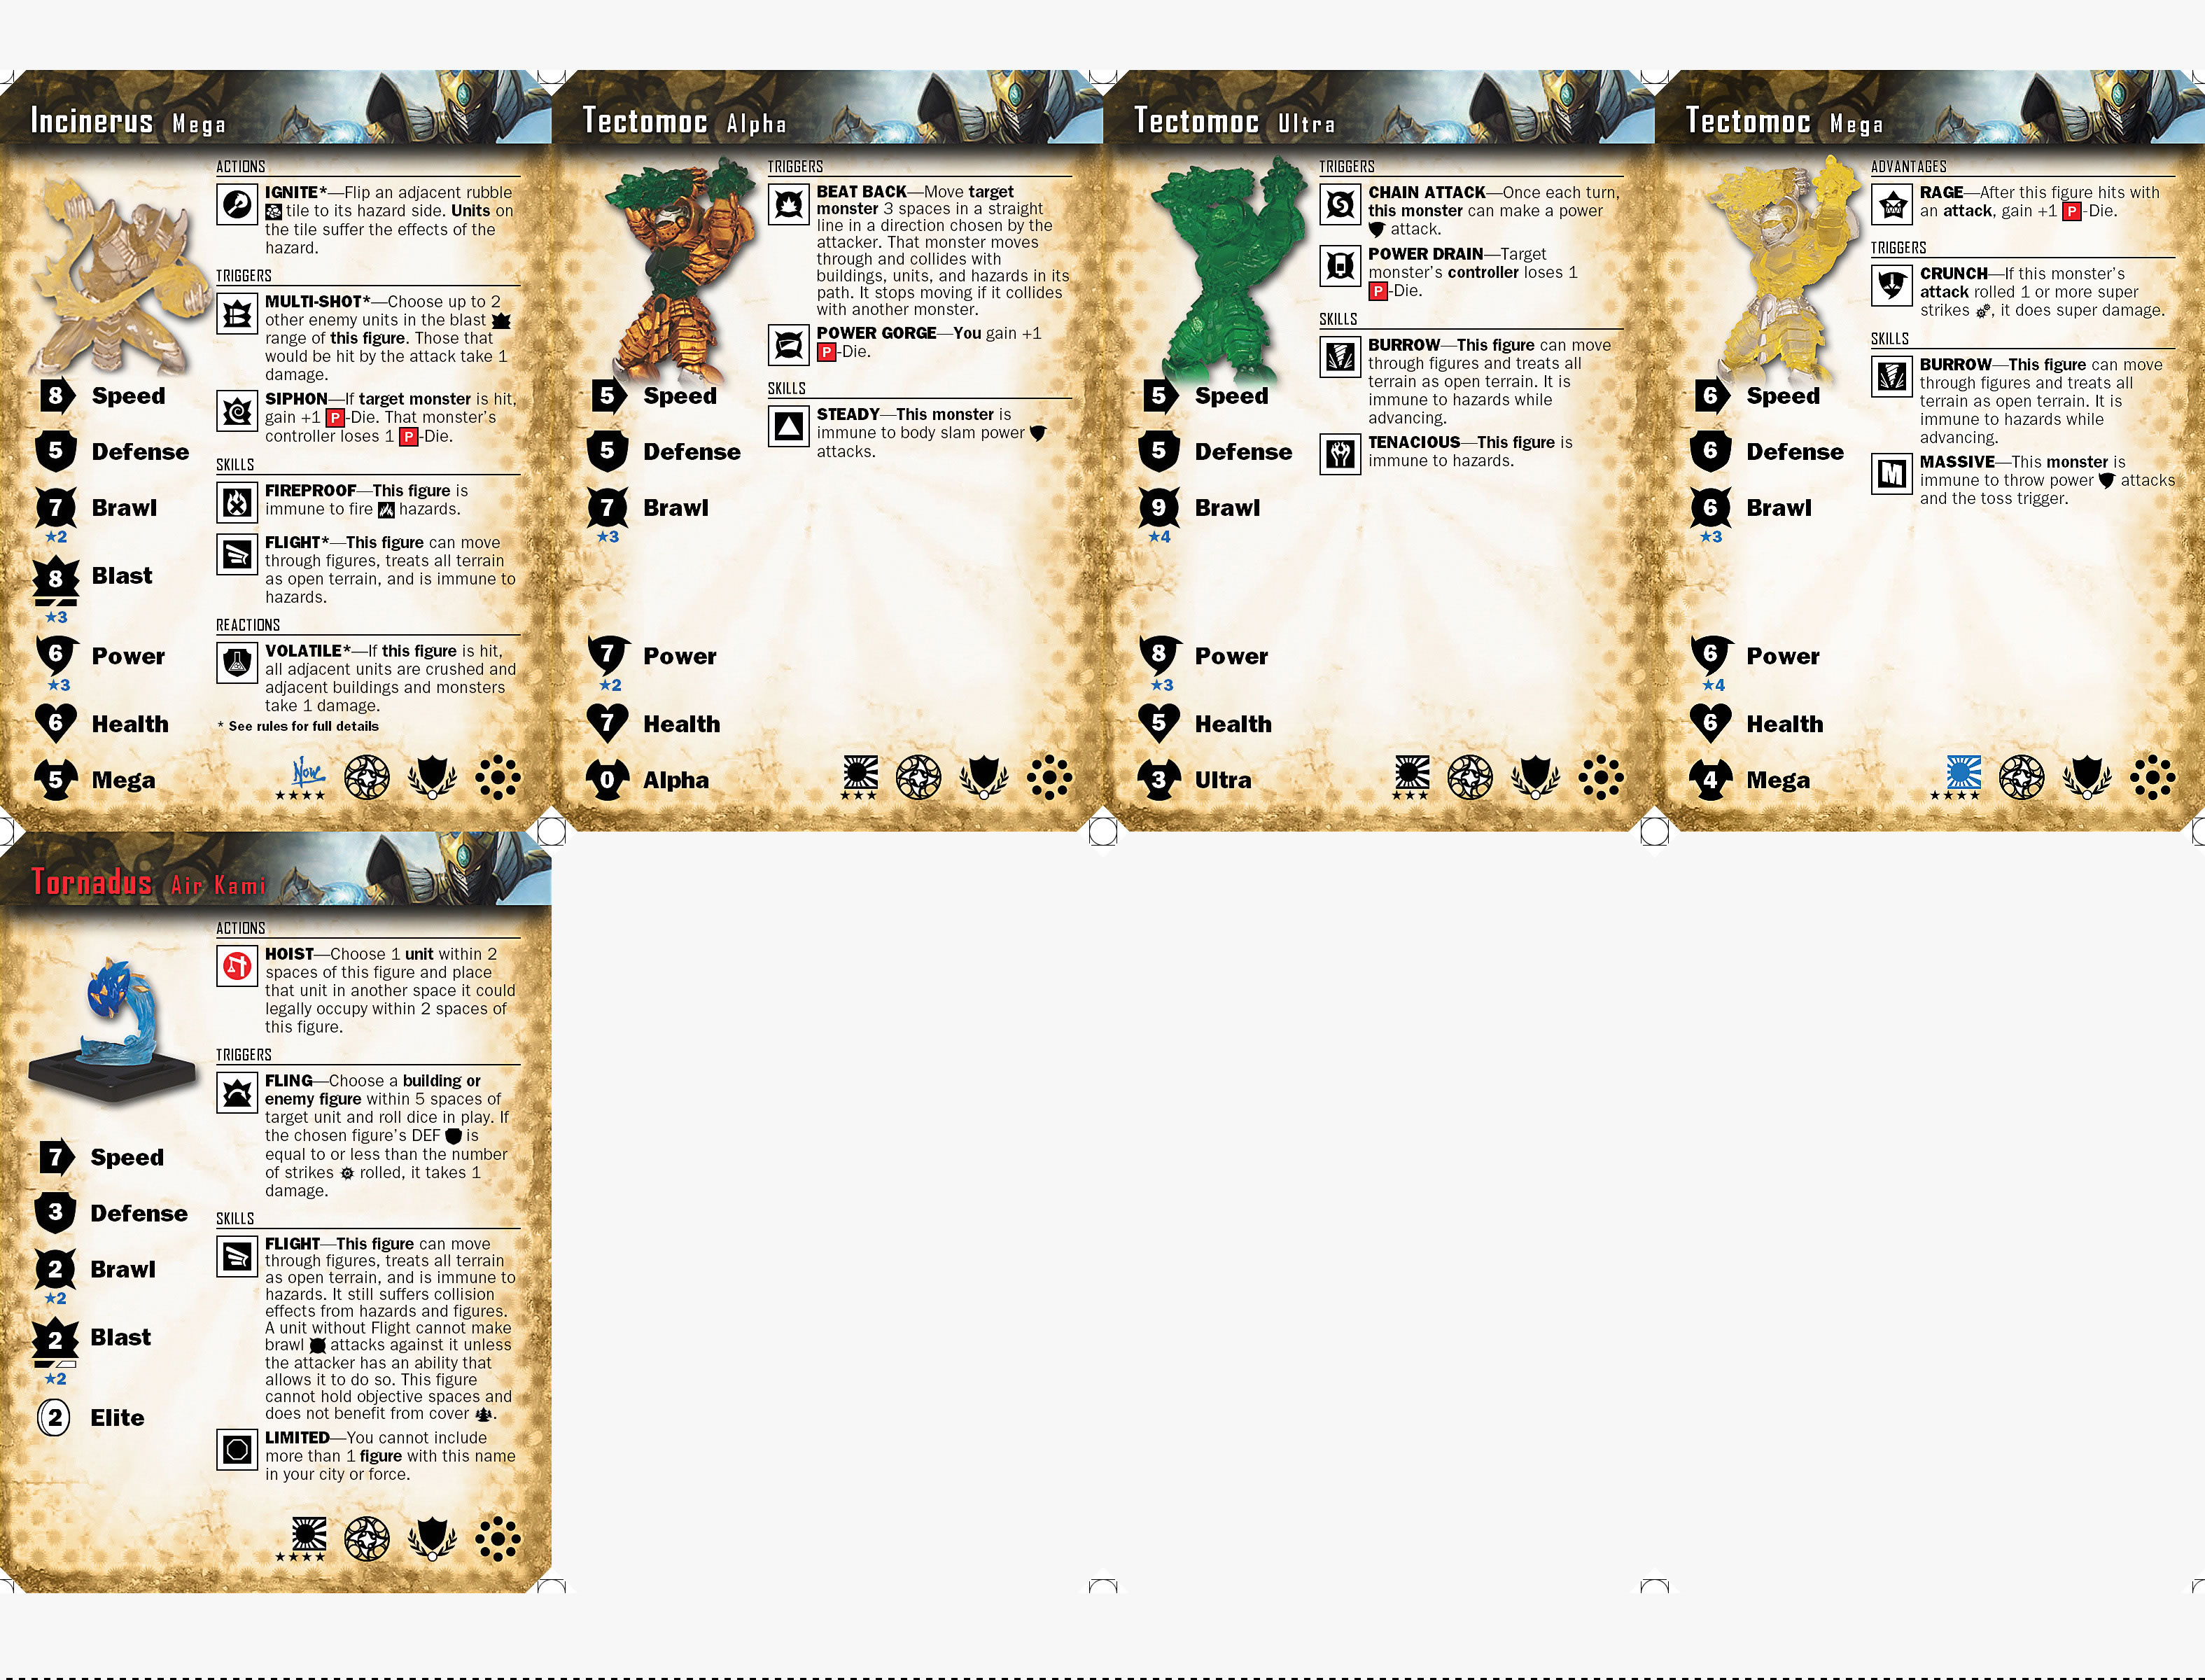 Incinerus Mega
ACTIONS
IGNITE*—Flip an adjacent rubble
tile to its hazard side. Units on
the tile suffer the effects of the
hazard.
TRIGGERS
MULTI-SHOT*—Choose up to 2
other enemy units in the blast
range of this figure. Those that
would be hit by the attack take 1
damage.
SIPHON—If target monster is hit,
gain +1 P-Die. That monster's
controller loses 1 P-Die.
SKILLS
FIREPROOF—This figure is
immune to fire hazards.
FLIGHT*—This figure can move
through figures, treats all terrain
as open terrain, and is immune to
hazards.
REACTIONS
VOLATILE*—If this figure is hit,
all adjacent units are crushed and
adjacent buildings and monsters
take 1 damage.
* See rules for full details
8 Speed
5 Defense
7 Brawl
★2
8 Blast
★3
6 Power
★3
6 Health
5 Mega
Now
★★★★
Tectomoc Alpha
TRIGGERS
BEAT BACK—Move target
monster 3 spaces in a straight
line in a direction chosen by the
attacker. That monster moves
through and collides with
buildings, units, and hazards in its
path. It stops moving if it collides
with another monster.
POWER GORGE—You gain +1
P-Die.
SKILLS
STEADY—This monster is
immune to body slam power
attacks.
5 Speed
5 Defense
7 Brawl
★3
7 Power
★2
7 Health
0 Alpha
★★★
Tectomoc Ultra
TRIGGERS
CHAIN ATTACK—Once each turn,
this monster can make a power
attack.
POWER DRAIN—Target
monster's controller loses 1
P-Die.
SKILLS
BURROW—This figure can move
through figures and treats all
terrain as open terrain. It is
immune to hazards while
advancing.
TENACIOUS—This figure is
immune to hazards.
5 Speed
5 Defense
9 Brawl
★4
8 Power
★3
5 Health
3 Ultra
★★★
Tectomoc Mega
ADVANTAGES
RAGE—After this figure hits with
an attack, gain +1 P-Die.
TRIGGERS
CRUNCH—If this monster's
attack rolled 1 or more super
strikes, it does super damage.
SKILLS
BURROW—This figure can move
through figures and treats all
terrain as open terrain. It is
immune to hazards while
advancing.
MASSIVE—This monster is
immune to throw power attacks
and the toss trigger.
6 Speed
6 Defense
6 Brawl
★3
6 Power
★4
6 Health
4 Mega
★★★★
Tornadus Air Kami
ACTIONS
HOIST—Choose 1 unit within 2
spaces of this figure and place
that unit in another space it could
legally occupy within 2 spaces of
this figure.
TRIGGERS
FLING—Choose a building or
enemy figure within 5 spaces of
target unit and roll dice in play. If
the chosen figure's DEF is
equal to or less than the number
of strikes rolled, it takes 1
damage.
SKILLS
FLIGHT—This figure can move
through figures, treats all terrain
as open terrain, and is immune to
hazards. It still suffers collision
effects from hazards and figures.
A unit without Flight cannot make
brawl attacks against it unless
the attacker has an ability that
allows it to do so. This figure
cannot hold objective spaces and
does not benefit from cover.
LIMITED—You cannot include
more than 1 figure with this name
in your city or force.
7 Speed
3 Defense
2 Brawl
★2
2 Blast
★2
2 Elite
★★★★